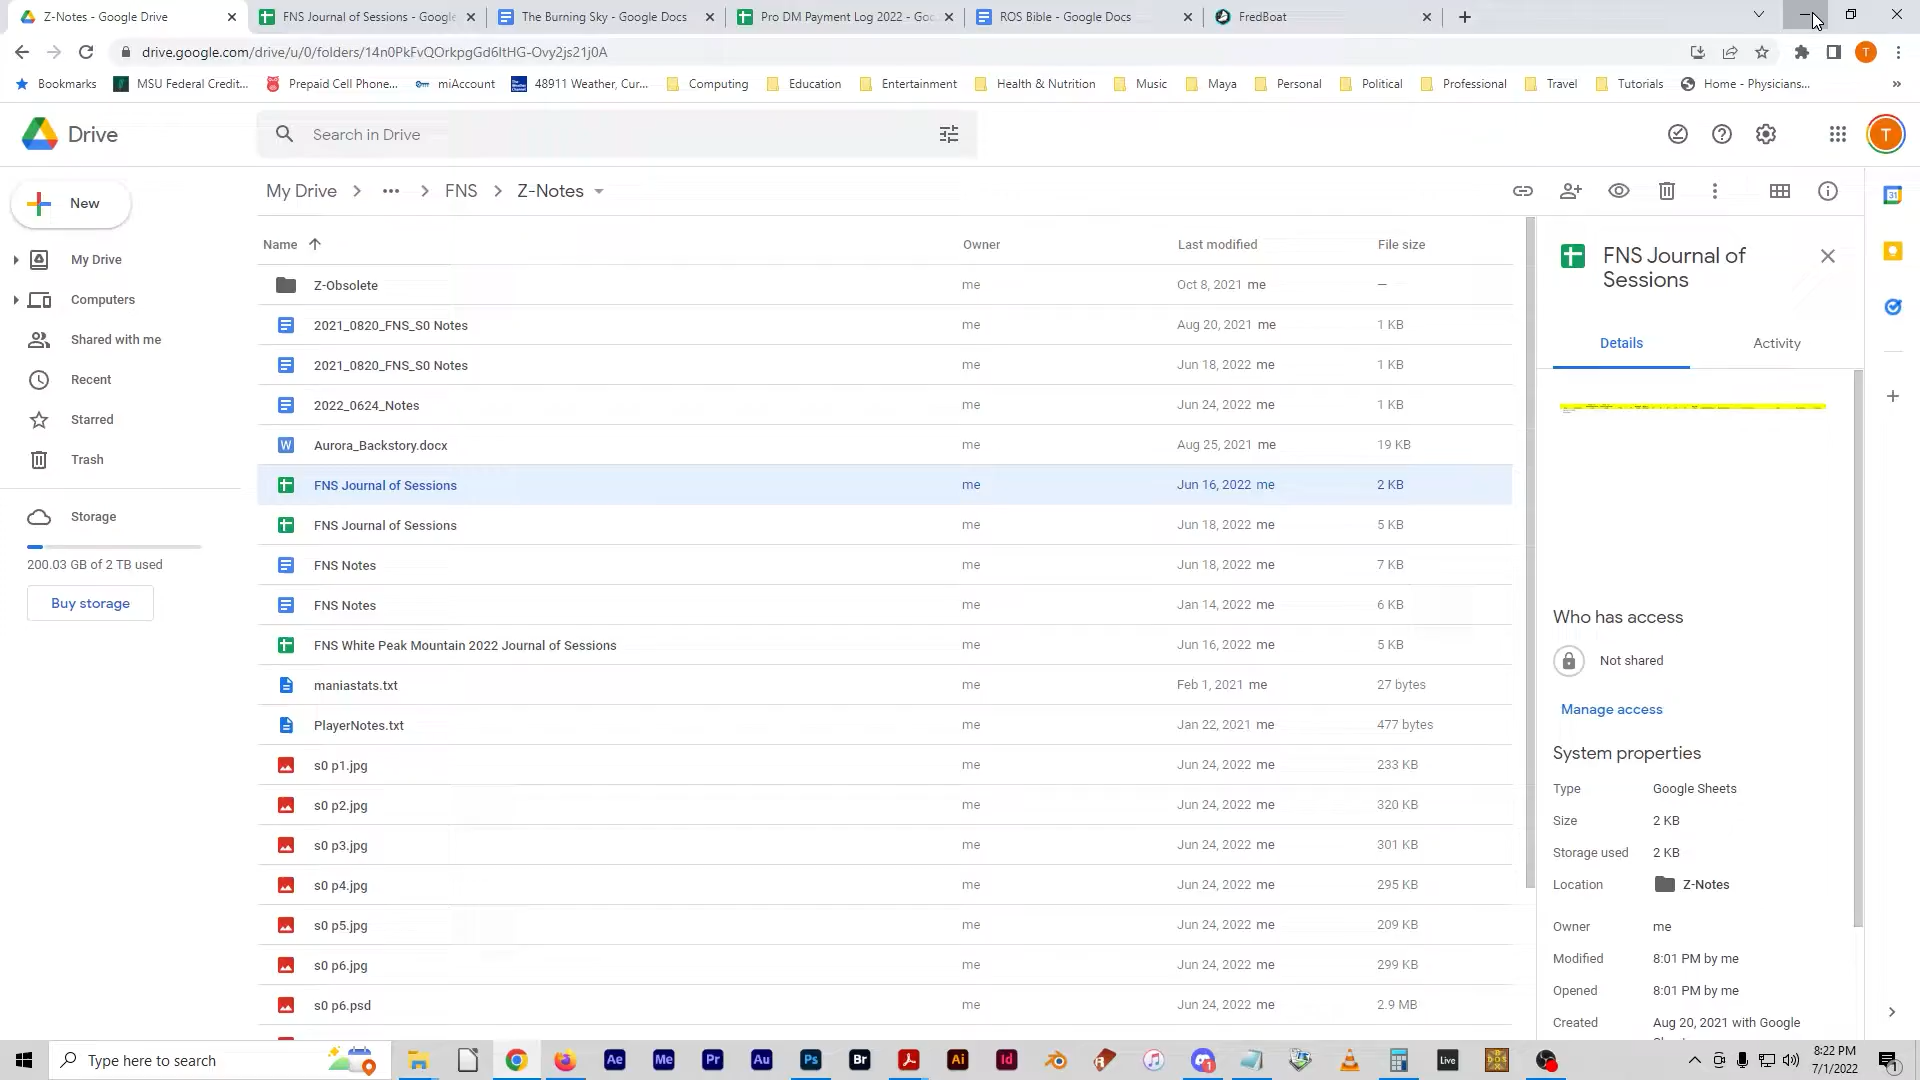 Z-Notes - Google Drive
FNS Journal of Sessions - Google
The Burning Sky - Google Docs
Pro DM Payment Log 2022 - Goo
ROS Bible - Google Docs
FredBoat
drive.google.com/drive/u/0/folders/14n0PkFvQOrkpgGd6ItHG-Ovy2js21j0A
T
Bookmarks
MSU Federal Credit...
Prepaid Cell Phone...
miAccount
48911 Weather, Cur...
Computing
Education
Entertainment
Health & Nutrition
Music
Maya
Personal
Political
Professional
Travel
Tutorials
Home - Physicians...
»
Drive
Search in Drive
T
New
My Drive
...
FNS
Z-Notes
Name
Owner
Last modified
File size
My Drive
Computers
Shared with me
Recent
Starred
Trash
Storage
200.03 GB of 2 TB used
Buy storage
Z-Obsolete me Oct 8, 2021 me —
2021_0820_FNS_S0 Notes me Aug 20, 2021 me 1 KB
2021_0820_FNS_S0 Notes me Jun 18, 2022 me 1 KB
2022_0624_Notes me Jun 24, 2022 me 1 KB
Aurora_Backstory.docx me Aug 25, 2021 me 19 KB
FNS Journal of Sessions me Jun 16, 2022 me 2 KB
FNS Journal of Sessions me Jun 18, 2022 me 5 KB
FNS Notes me Jun 18, 2022 me 7 KB
FNS Notes me Jan 14, 2022 me 6 KB
FNS White Peak Mountain 2022 Journal of Sessions me Jun 16, 2022 me 5 KB
maniastats.txt me Feb 1, 2021 me 27 bytes
PlayerNotes.txt me Jan 22, 2021 me 477 bytes
s0 p1.jpg me Jun 24, 2022 me 233 KB
s0 p2.jpg me Jun 24, 2022 me 320 KB
s0 p3.jpg me Jun 24, 2022 me 301 KB
s0 p4.jpg me Jun 24, 2022 me 295 KB
s0 p5.jpg me Jun 24, 2022 me 209 KB
s0 p6.jpg me Jun 24, 2022 me 299 KB
s0 p6.psd me Jun 24, 2022 me 2.9 MB
FNS Journal of
Sessions
Details
Activity
Who has access
Not shared
Manage access
System properties
Type Google Sheets
Size 2 KB
Storage used 2 KB
Location Z-Notes
Owner me
Modified 8:01 PM by me
Opened 8:01 PM by me
Created Aug 20, 2021 with Google
31
Type here to search
Ae
Me
Pr
Au
Ps
Br
Ai
Id
1
Live
DOS
8:22 PM
7/1/2022
1